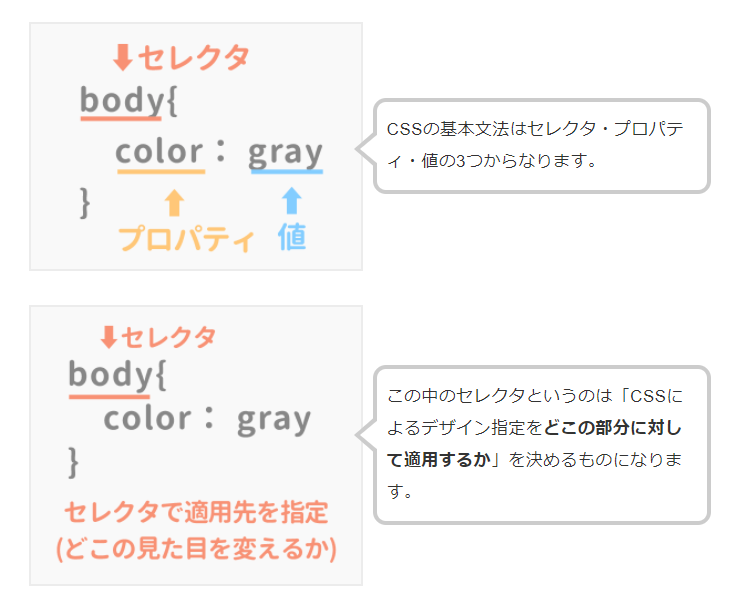 ⬇セレクタ
body{
color： gray
}
⬆ ⬆
プロパティ 値
CSSの基本文法はセレクタ・プロパテ
ィ・値の3つからなります。
⬇セレクタ
body{
color： gray
}
セレクタで適用先を指定
(どこの見た目を変えるか)
この中のセレクタというのは「CSSに
よるデザイン指定をどこの部分に対し
て適用するか」を決めるものになりま
す。